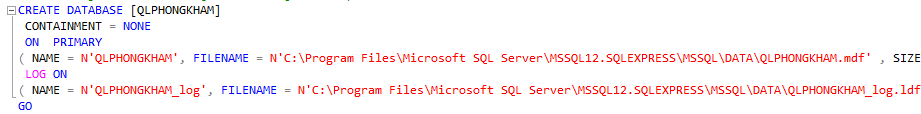 CREATE DATABASE [QLPHONGKHAM]
CONTAINMENT = NONE
ON  PRIMARY
( NAME = N'QLPHONGKHAM', FILENAME = N'C:\Program Files\Microsoft SQL Server\MSSQL12.SQLEXPRESS\MSSQL\DATA\QLPHONGKHAM.mdf' , SIZE
LOG ON
( NAME = N'QLPHONGKHAM_log', FILENAME = N'C:\Program Files\Microsoft SQL Server\MSSQL12.SQLEXPRESS\MSSQL\DATA\QLPHONGKHAM_log.ldf
GO